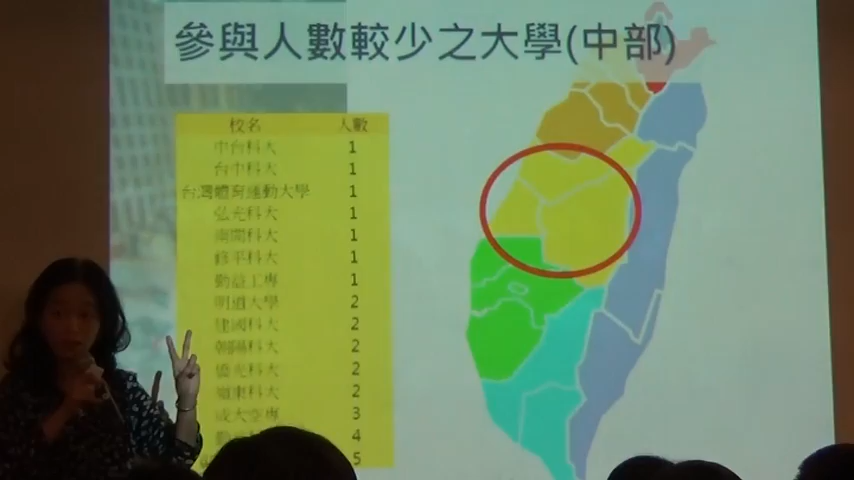 參與人數較少之大學(中部)
校名 人數
中台科大 1
台中科大 1
台灣體育運動大學 1
弘光科大 1
南開科大 1
修平科大 1
勤益工專 1
明道大學 2
建國科大 2
朝陽科大 2
僑光科大 2
嶺東科大 2
成大空專 3
4
5